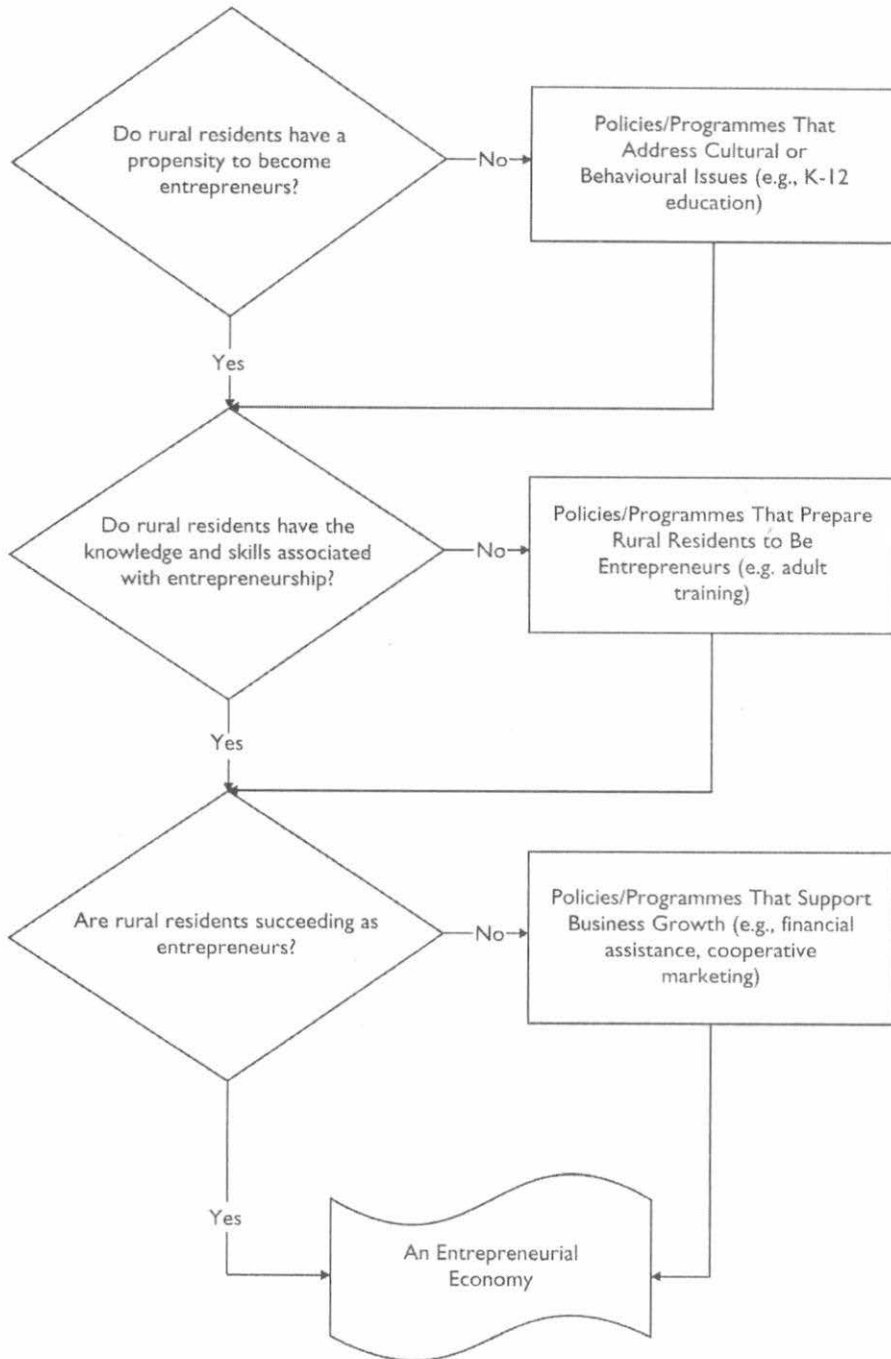 Do rural residents have a
propensity to become
entrepreneurs?
No
Policies/Programmes That
Address Cultural or
Behavioural Issues (e.g., K-12
education)
Yes
Do rural residents have the
knowledge and skills associated
with entrepreneurship?
No
Policies/Programmes That Prepare
Rural Residents to Be
Entrepreneurs (e.g. adult
training)
Yes
Are rural residents succeeding as
entrepreneurs?
No
Policies/Programmes That Support
Business Growth (e.g., financial
assistance, cooperative
marketing)
Yes
An Entrepreneurial
Economy